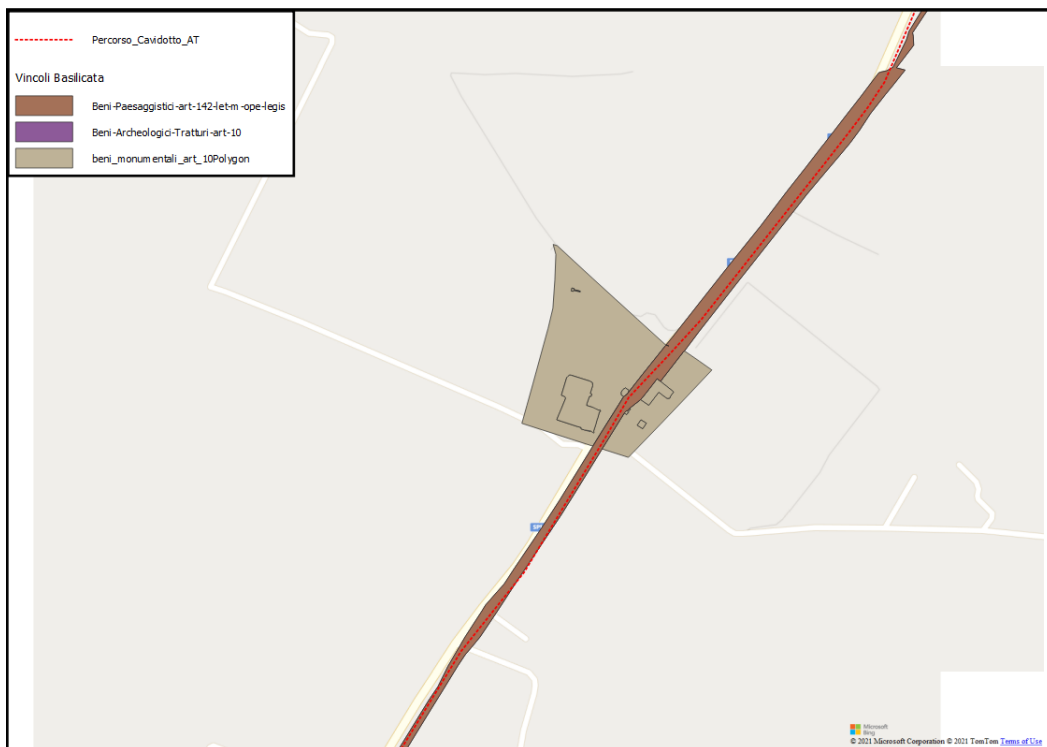 Percorso_Cavidotto_AT
Vincoli Basilicata
Beni-Paesaggistici-art-142-let-m-ope-legis
Beni-Archeologici-Tratturi-art-10
beni_monumentali_art_10Polygon
Microsoft
Bing
© 2021 Microsoft Corporation © 2021 TomTom Terms of Use